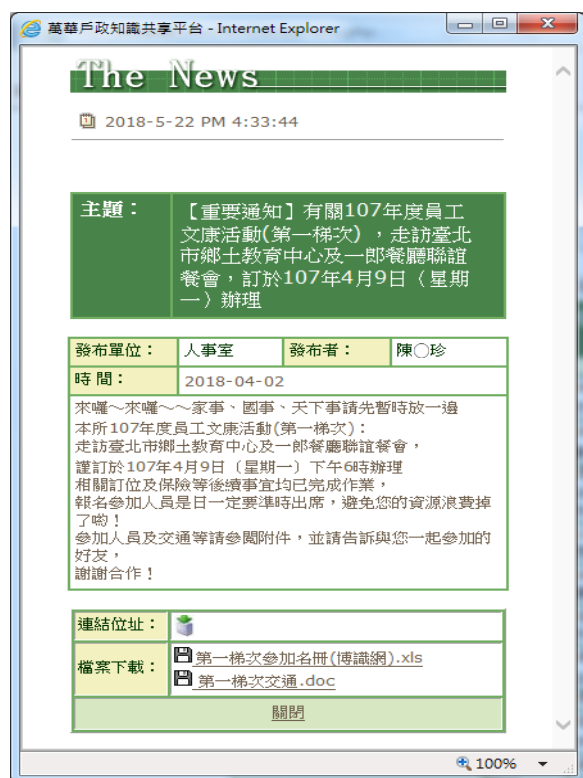 萬華戶政知識共享平台 - Internet Explorer
The News
2018-5-22 PM 4:33:44
主題：
【重要通知】有關107年度員工
文康活動(第一梯次) ，走訪臺北
市鄉土教育中心及一郎餐廳聯誼
餐會，訂於107年4月9日〈星期
一〉辦理
發布單位： 人事室 發布者： 陳○珍
時 間： 2018-04-02
來囉～來囉～～家事、國事、天下事請先暫時放一邊
本所107年度員工文康活動(第一梯次)：
走訪臺北市鄉土教育中心及一郎餐廳聯誼餐會，
謹訂於107年4月9日〔星期一〕下午6時辦理
相關訂位及保險等後續事宜均已完成作業，
報名參加人員是日一定要準時出席，避免您的資源浪費掉
了喲！
參加人員及交通等請參閱附件，並請告訴與您一起參加的
好友，
謝謝合作！
連結位址：
檔案下載：
第一梯次參加名冊(博識網).xls
第一梯次交通.doc
關閉
100%